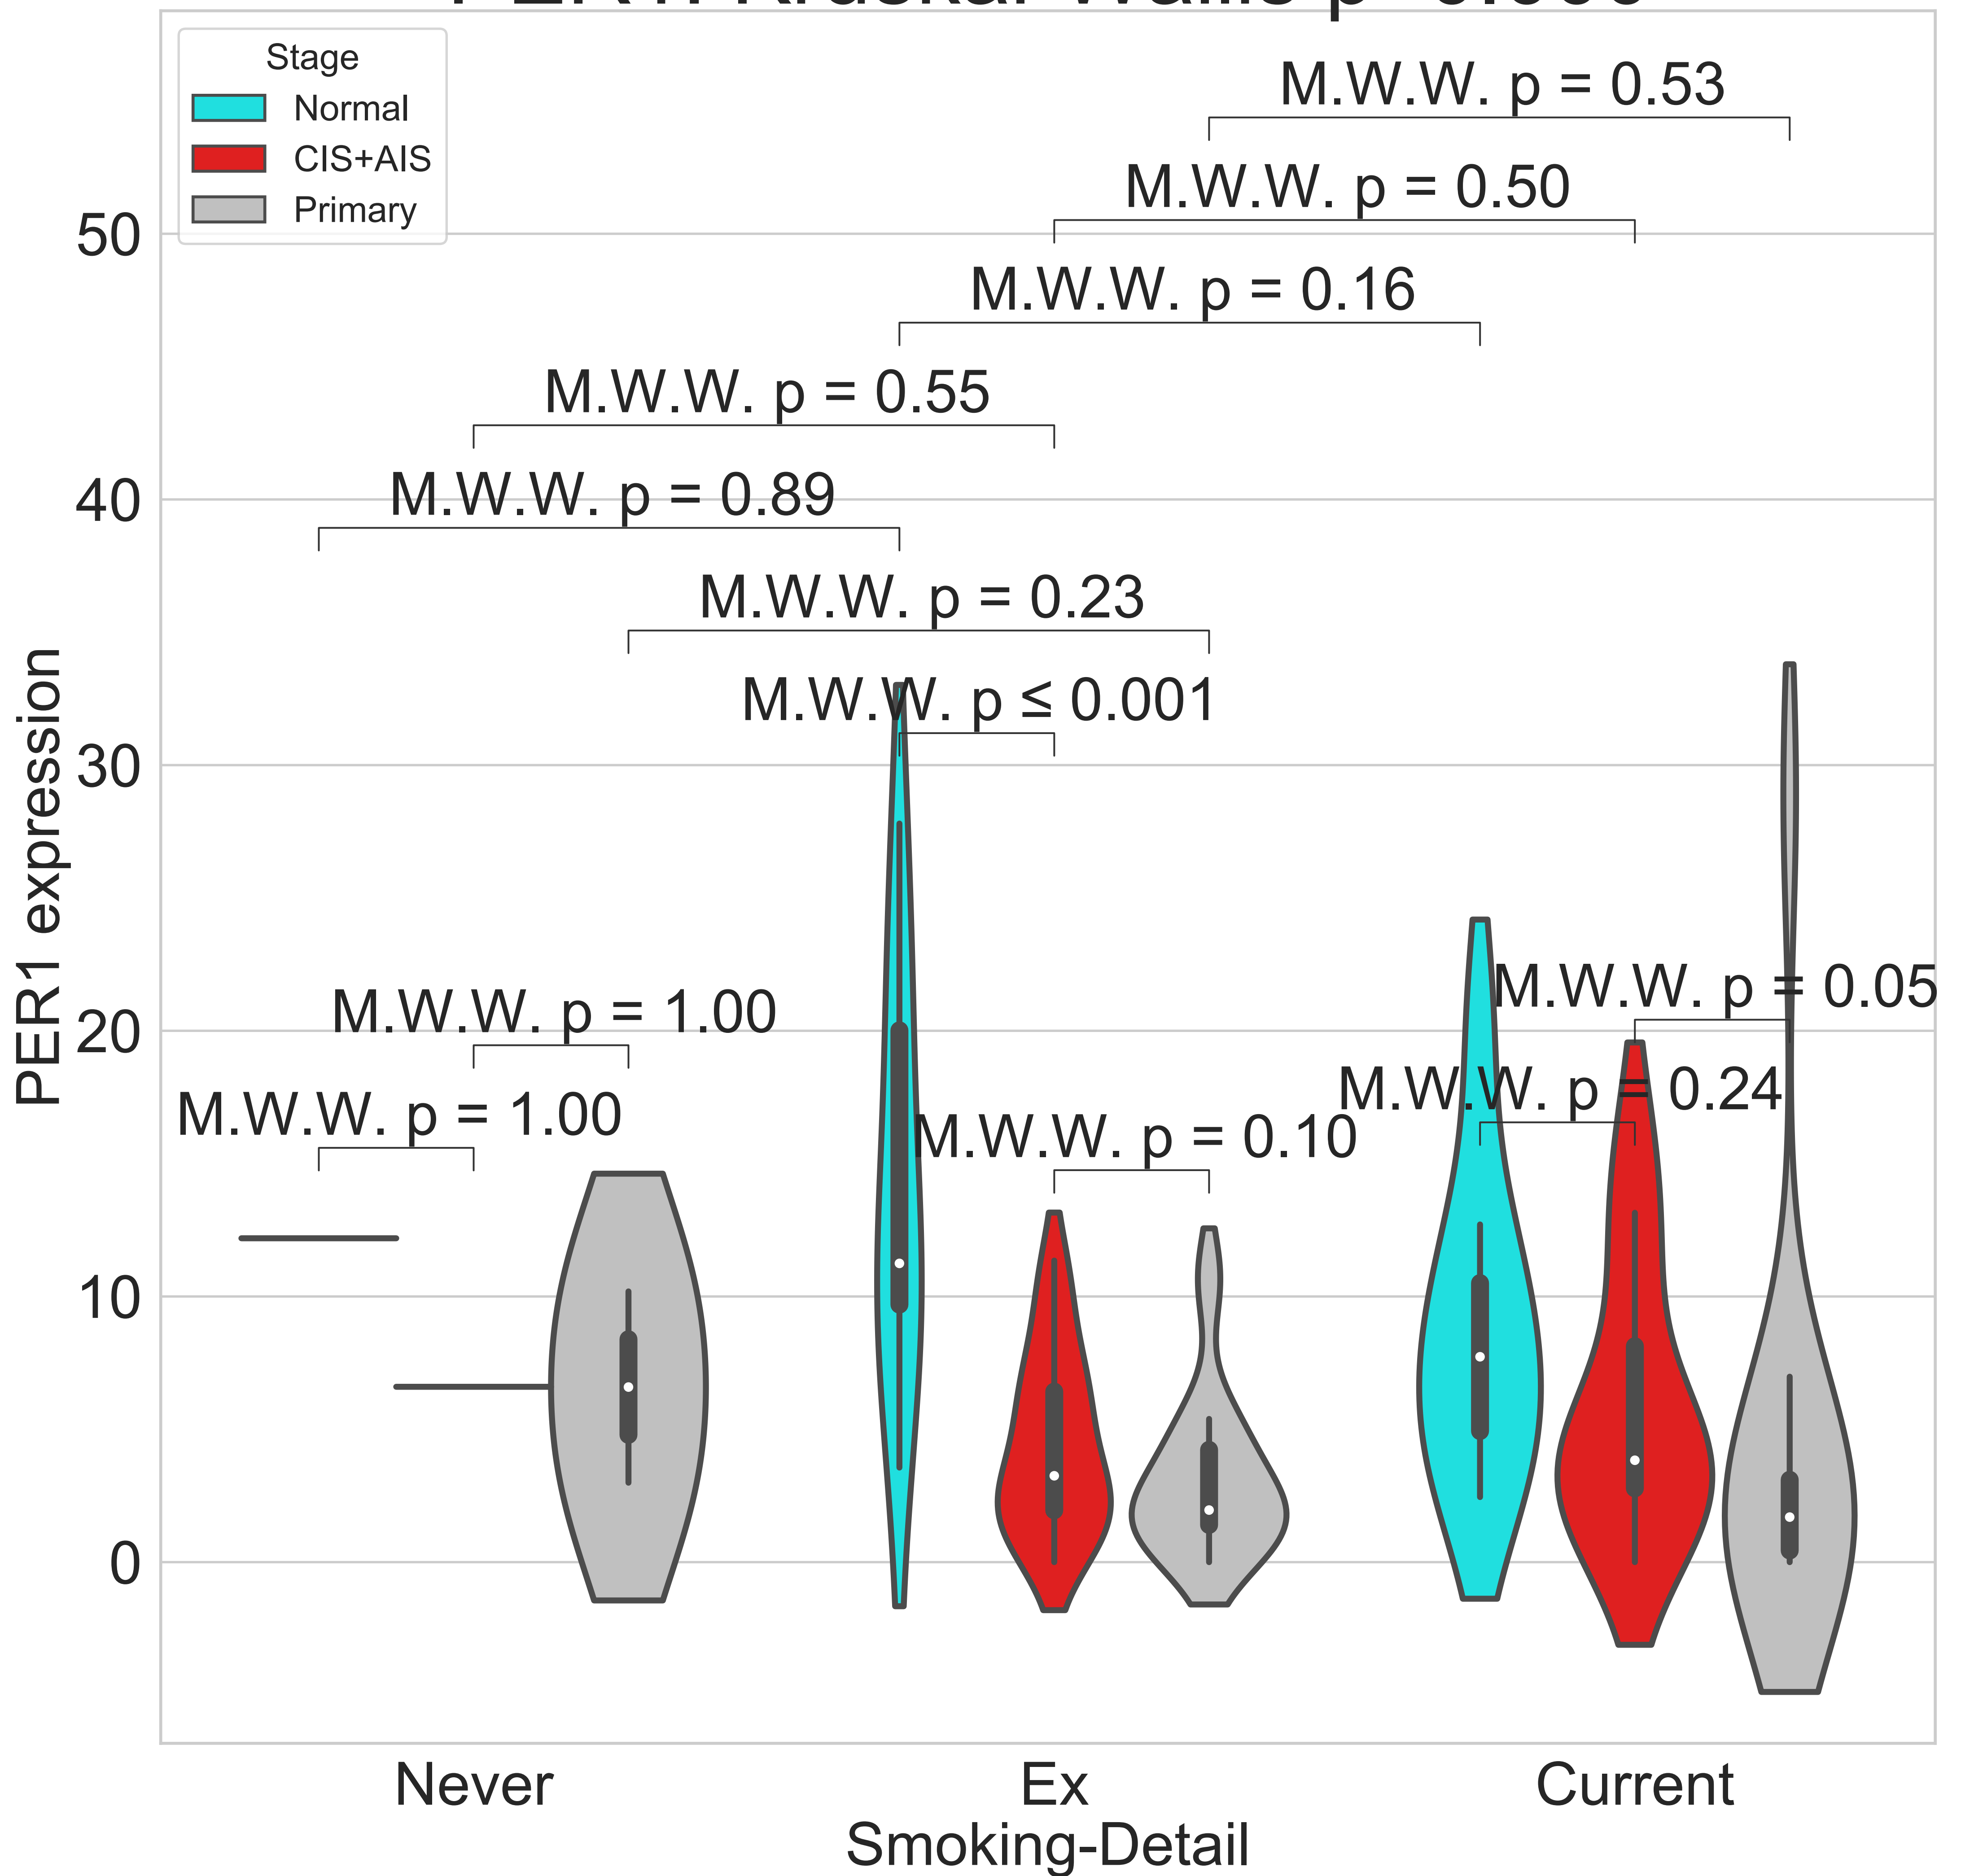 Stage
Normal
CIS+AIS
Primary
M.W.W. p = 0.53
M.W.W. p = 0.50
M.W.W. p = 0.16
M.W.W. p = 0.55
M.W.W. p = 0.89
M.W.W. p = 0.23
M.W.W. p ≤ 0.001
M.W.W. p = 0.05
M.W.W. p = 1.00
M.W.W. p = 0.24
M.W.W. p = 1.00
M.W.W. p = 0.10
PER1 expression
50
40
30
20
10
0
Never Ex Current
Smoking-Detail